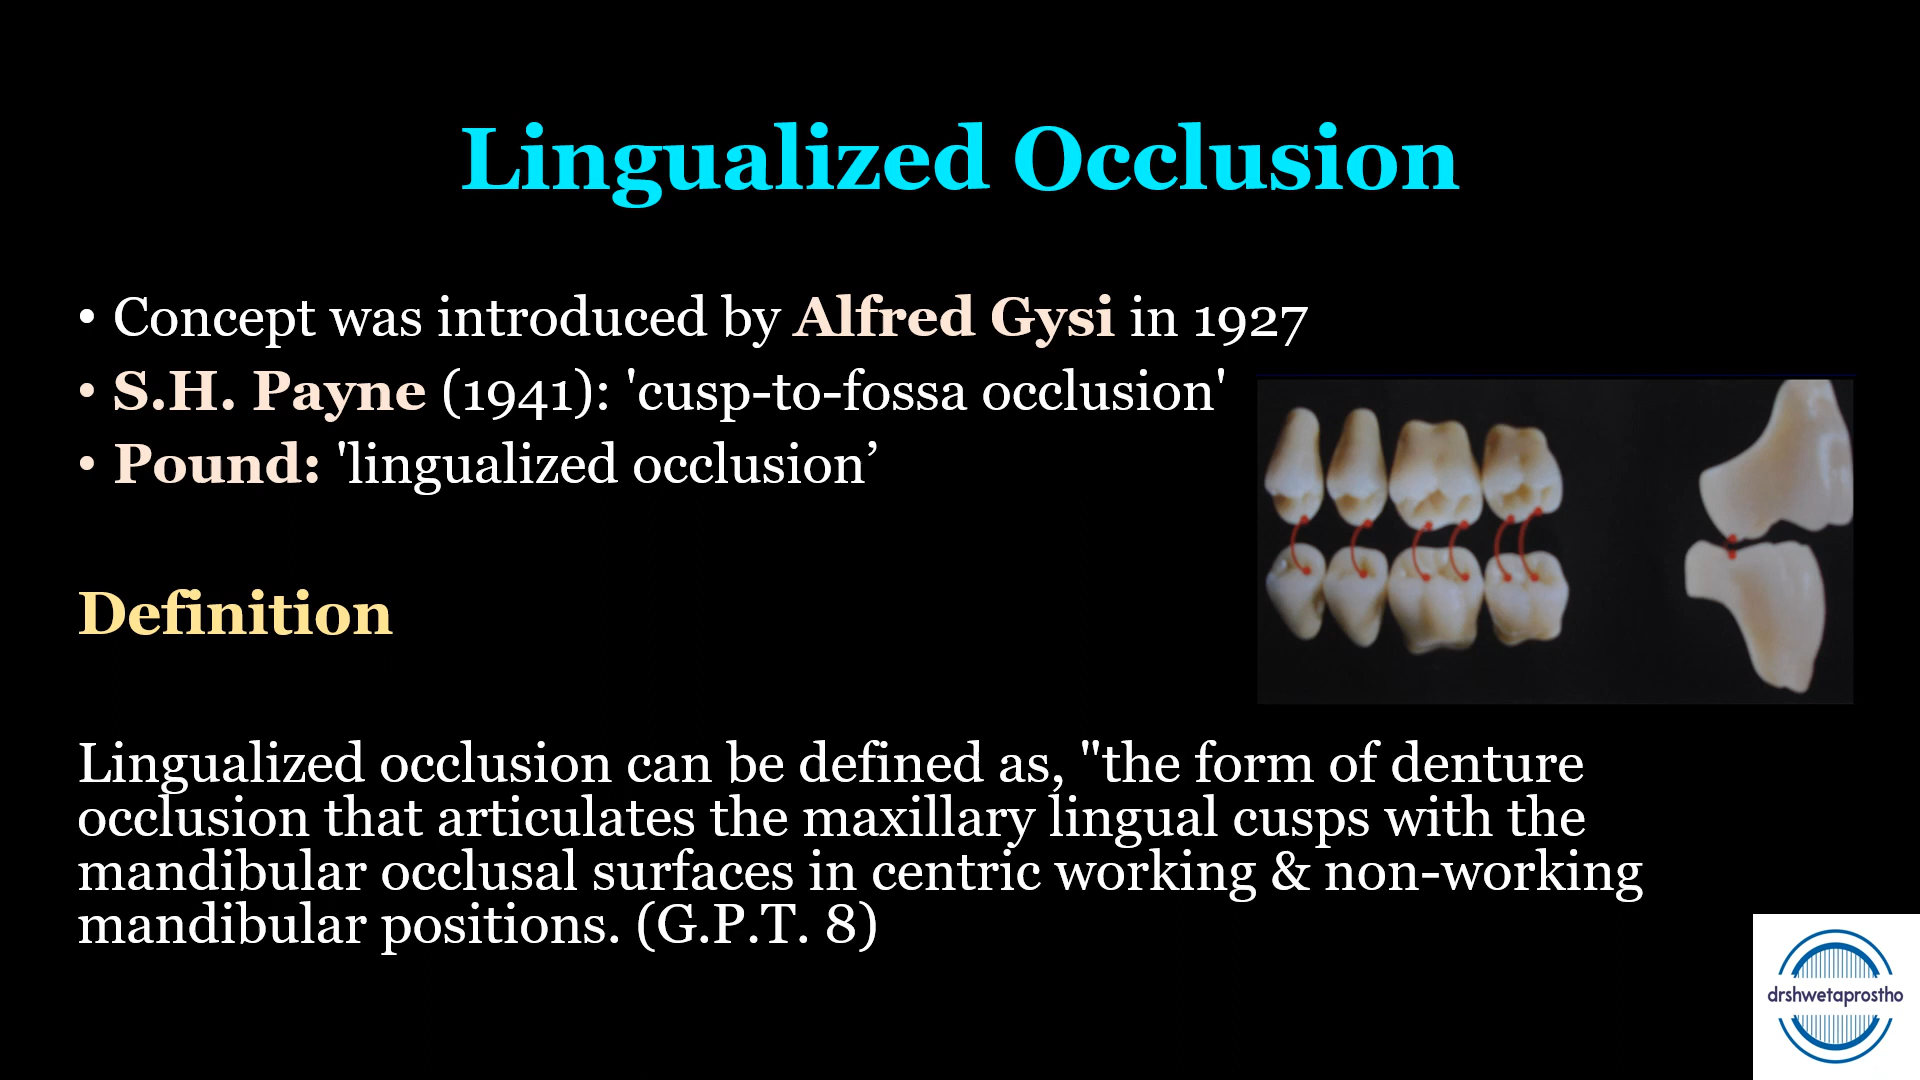 Lingualized Occlusion
• Concept was introduced by Alfred Gysi in 1927
• S.H. Payne (1941): 'cusp-to-fossa occlusion'
• Pound: 'lingualized occlusion’
Definition
Lingualized occlusion can be defined as, "the form of denture
occlusion that articulates the maxillary lingual cusps with the
mandibular occlusal surfaces in centric working & non-working
mandibular positions. (G.P.T. 8)
drshwetaprostho